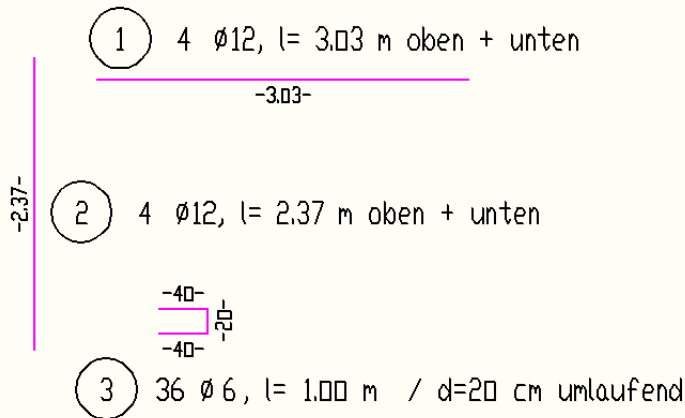 1 4 Ø12, l= 3.03 m oben + unten
-3.03-
-2.37-
2 4 Ø12, l= 2.37 m oben + unten
-40-
-20-
-40-
3 36 Ø6, l= 1.00 m / d=20 cm umlaufend